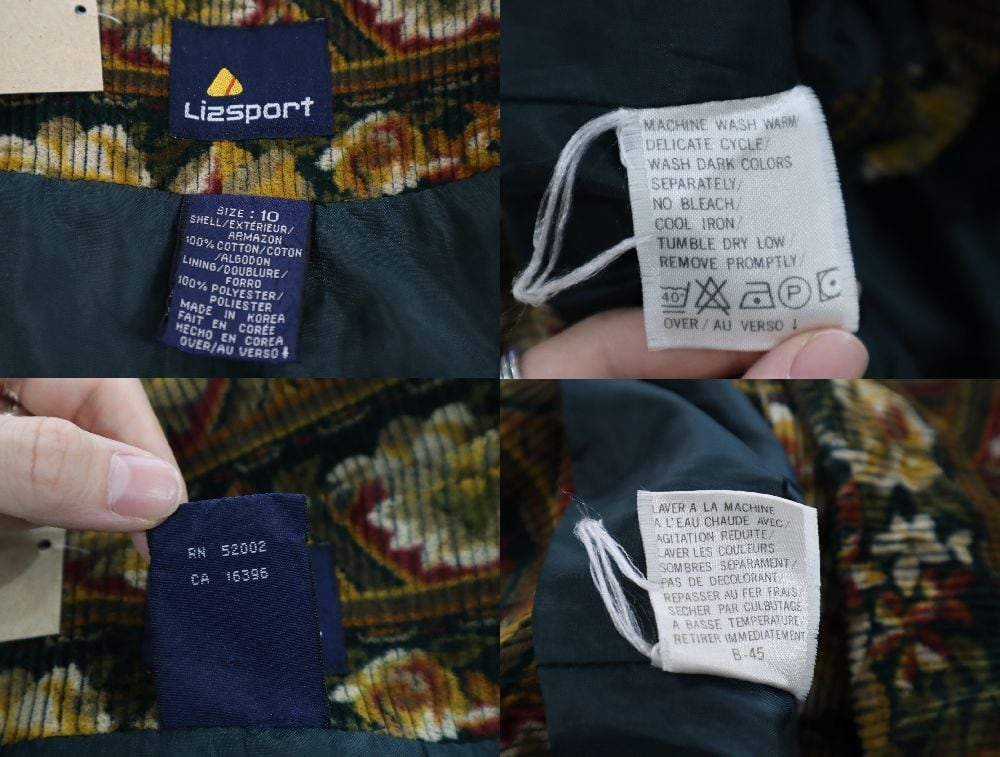 Lizsport
SIZE : 10
SHELL/EXTÉRIEUR/
ARMAZON
100% COTTON/COTON
/ALGODON
LINING/DOUBLURE/
FORRO
100% POLYESTER/
POLIESTER
MADE IN KOREA
FAIT EN CORÉE
HECHO EN COREA
OVER/AU VERSO
MACHINE WASH WARM/
DELICATE CYCLE/
WASH DARK COLORS
SEPARATELY/
NO BLEACH/
COOL IRON/
TUMBLE DRY LOW/
REMOVE PROMPTLY/
40° P
OVER / AU VERSO
RN 52002
CA 16396
LAVER A LA MACHINE
A L'EAU CHAUDE AVEC/
AGITATION REDUITE/
LAVER LES COULEURS
SOMBRES SEPAREMENT/
PAS DE DECOLORANT/
REPASSER AU FER FRAIS/
SECHER PAR CULBUTAGE
A BASSE TEMPERATURE/
RETIRER IMMEDIATEMENT
B-45